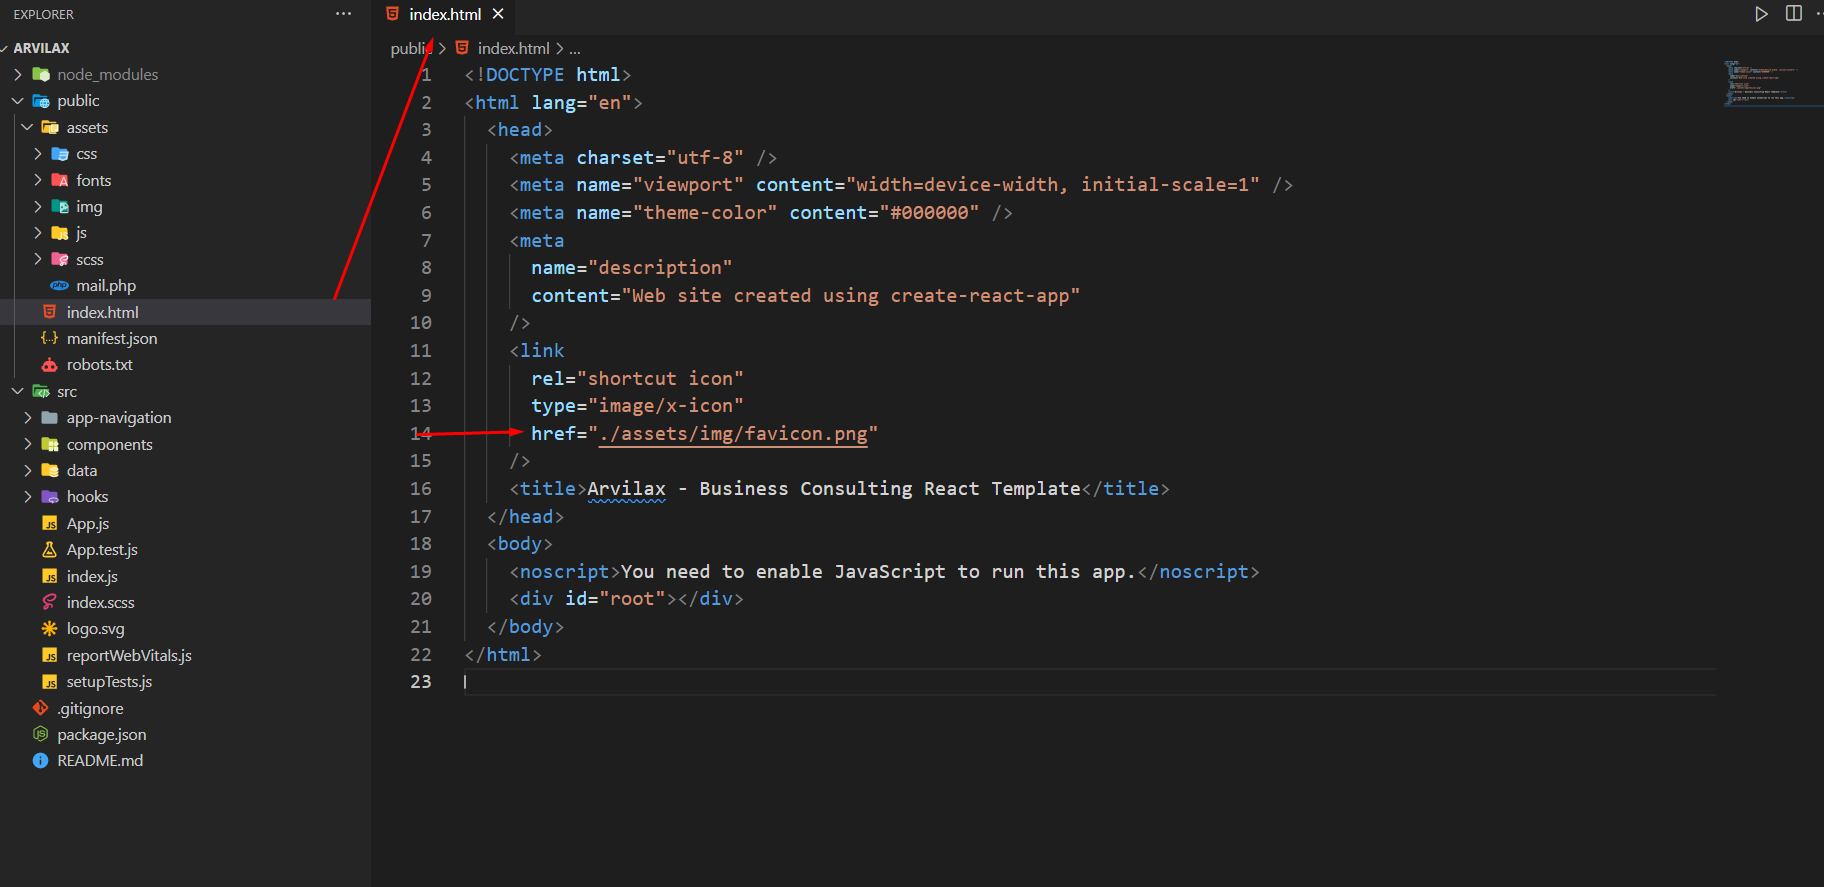 EXPLORER
ARVILAX
node_modules
public
assets
css
fonts
img
js
scss
mail.php
index.html
manifest.json
robots.txt
src
app-navigation
components
data
hooks
App.js
App.test.js
index.js
index.scss
logo.svg
reportWebVitals.js
setupTests.js
.gitignore
package.json
README.md
index.html
public > index.html > ...
1 <!DOCTYPE html>
2 <html lang="en">
3 <head>
4 <meta charset="utf-8" />
5 <meta name="viewport" content="width=device-width, initial-scale=1" />
6 <meta name="theme-color" content="#000000" />
7 <meta
8 name="description"
9 content="Web site created using create-react-app"
10 />
11 <link
12 rel="shortcut icon"
13 type="image/x-icon"
14 href="./assets/img/favicon.png"
15 />
16 <title>Arvilax - Business Consulting React Template</title>
17 </head>
18 <body>
19 <noscript>You need to enable JavaScript to run this app.</noscript>
20 <div id="root"></div>
21 </body>
22 </html>
23